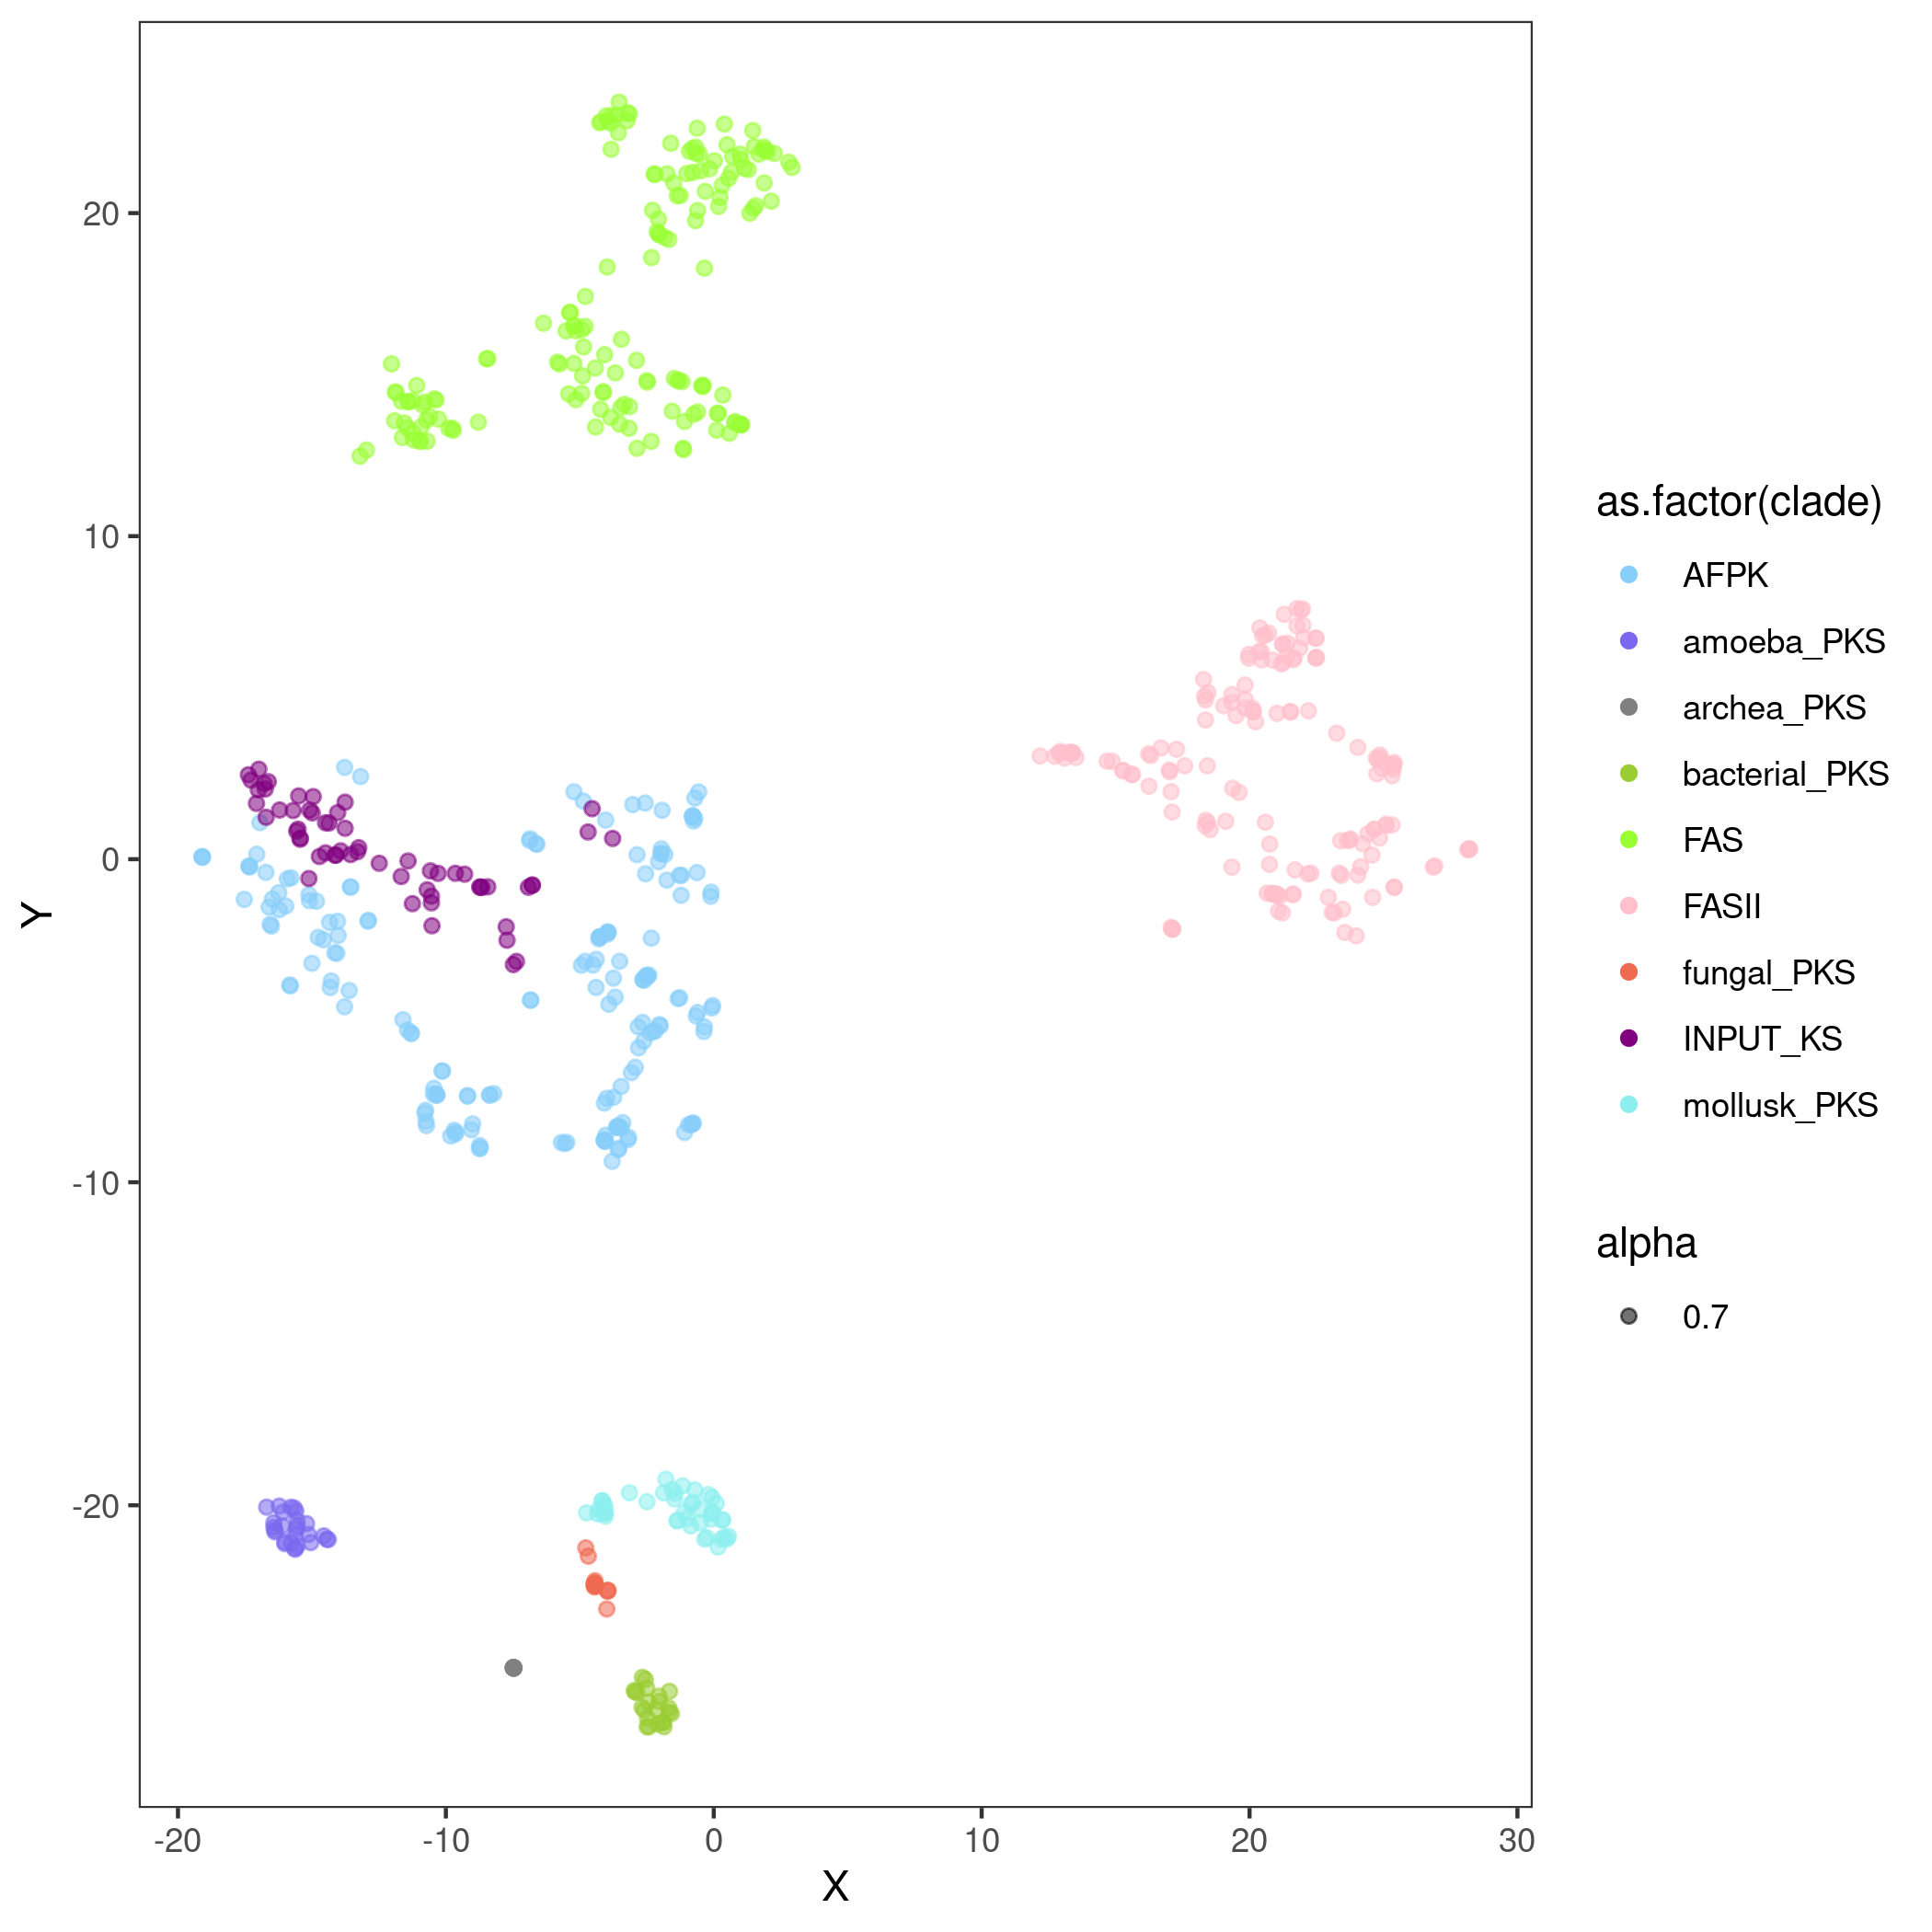 20
10
0
-10
-20
Y
-20
-10
0
10
20
30
X
as.factor(clade)
AFPK
amoeba_PKS
archea_PKS
bacterial_PKS
FAS
FASII
fungal_PKS
INPUT_KS
mollusk_PKS
alpha
0.7